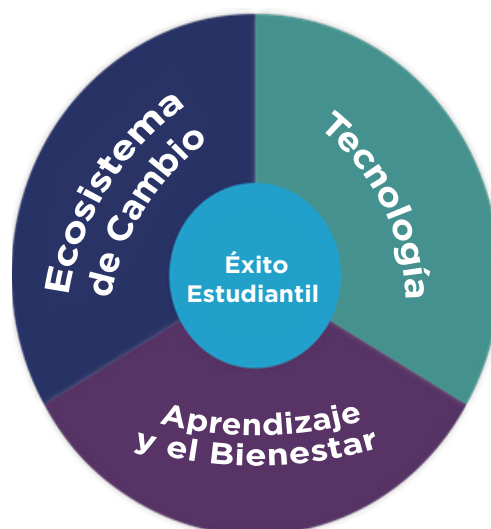 Ecosistema
de Cambio
Tecnología
Éxito
Estudiantil
Aprendizaje
y el Bienestar